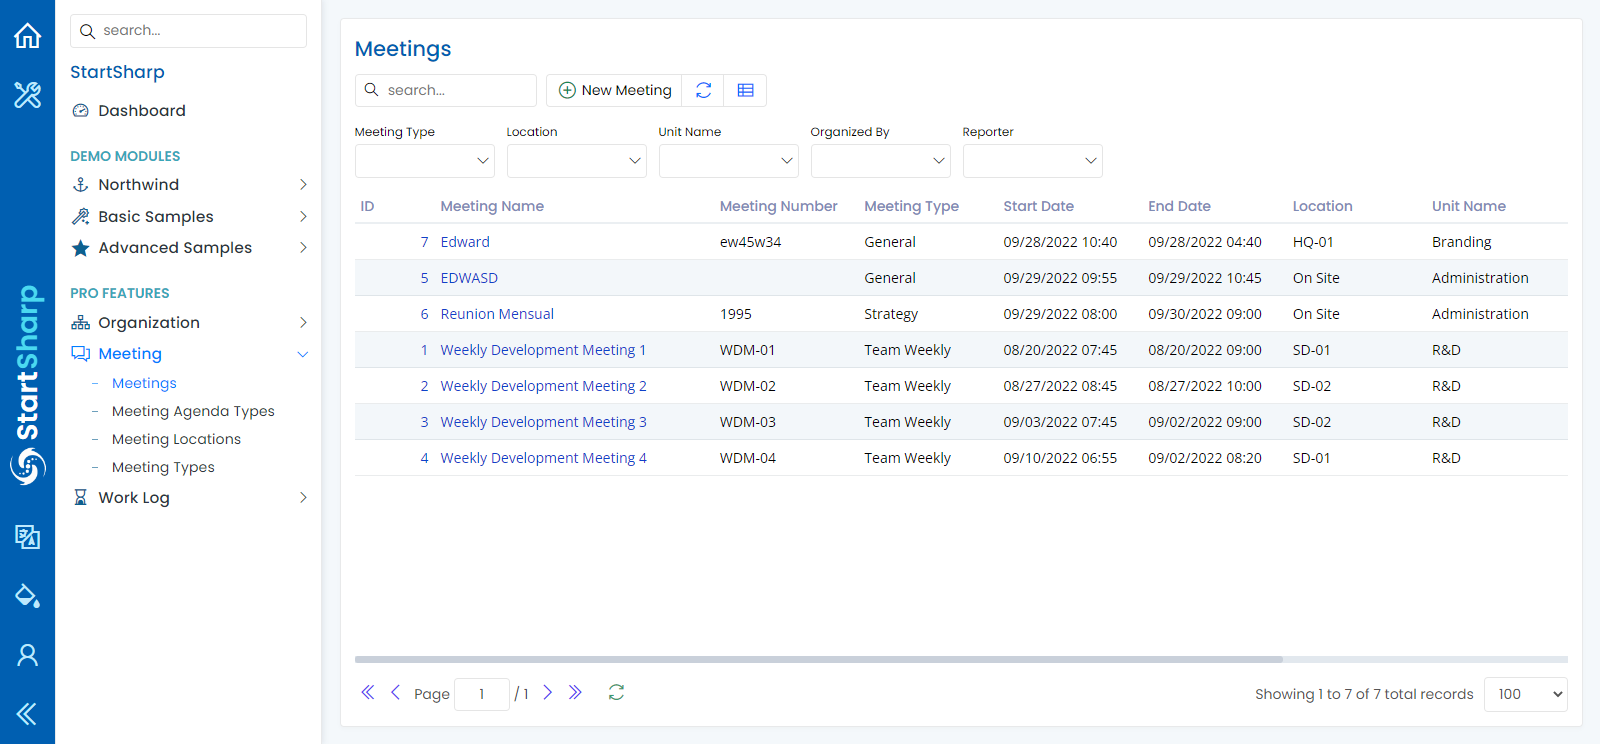 StartSharp
search...
StartSharp
Dashboard
DEMO MODULES
Northwind
Basic Samples
Advanced Samples
PRO FEATURES
Organization
Meeting
- Meetings
- Meeting Agenda Types
- Meeting Locations
- Meeting Types
Work Log
Meetings
search... New Meeting
Meeting Type Location Unit Name Organized By Reporter
ID Meeting Name Meeting Number Meeting Type Start Date End Date Location Unit Name
7 Edward ew45w34 General 09/28/2022 10:40 09/28/2022 04:40 HQ-01 Branding
5 EDWASD General 09/29/2022 09:55 09/29/2022 10:45 On Site Administration
6 Reunion Mensual 1995 Strategy 09/29/2022 08:00 09/30/2022 09:00 On Site Administration
1 Weekly Development Meeting 1 WDM-01 Team Weekly 08/20/2022 07:45 08/20/2022 09:00 SD-01 R&D
2 Weekly Development Meeting 2 WDM-02 Team Weekly 08/27/2022 08:45 08/27/2022 10:00 SD-02 R&D
3 Weekly Development Meeting 3 WDM-03 Team Weekly 09/03/2022 07:45 09/02/2022 09:00 SD-02 R&D
4 Weekly Development Meeting 4 WDM-04 Team Weekly 09/10/2022 06:55 09/02/2022 08:20 SD-01 R&D
Page 1 / 1 Showing 1 to 7 of 7 total records 100